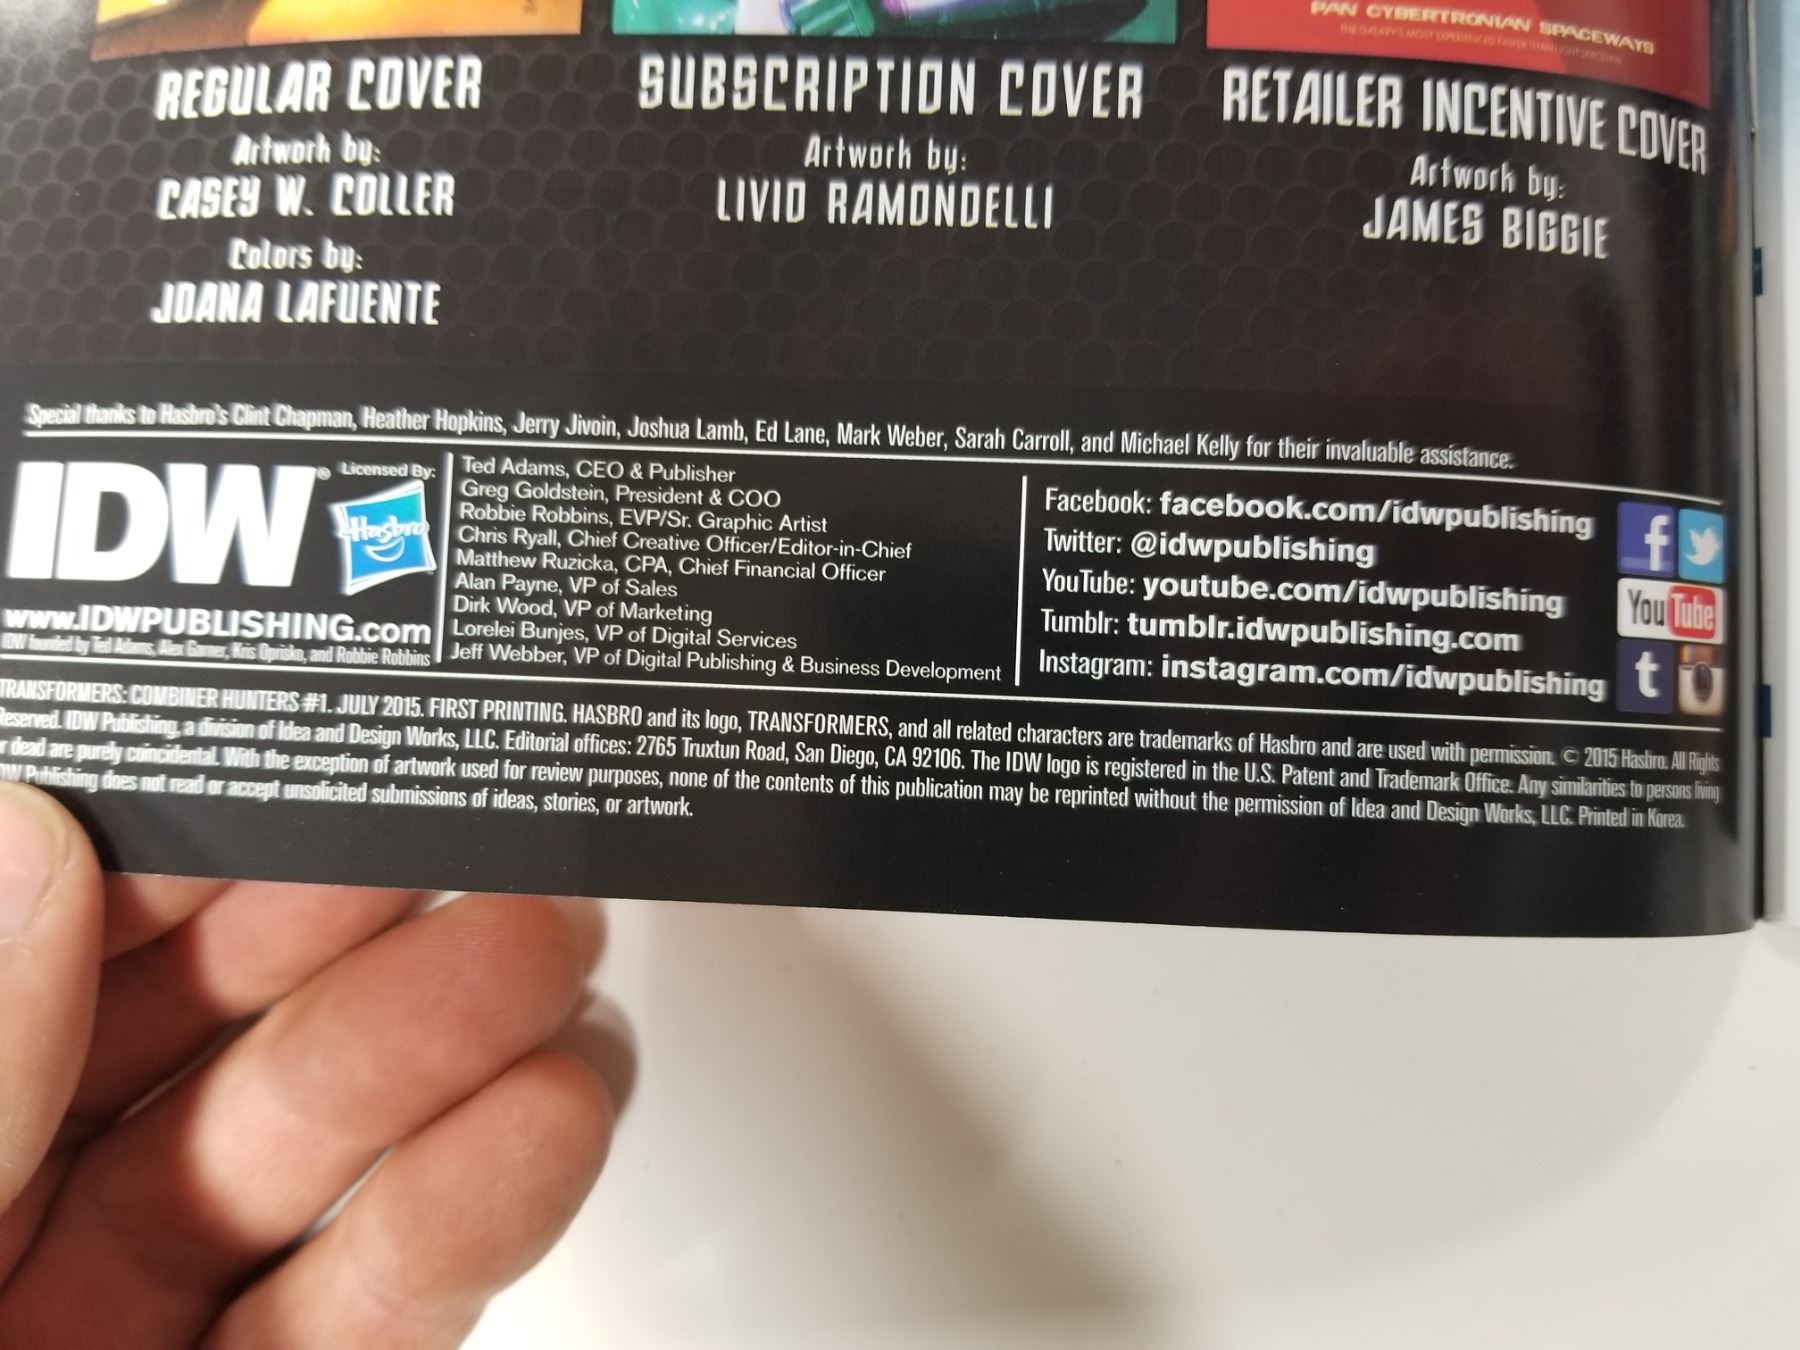 PAN CYBERTRONIAN SPACEWAYS
REGULAR COVER
Artwork by:
CASEY W. COLLER
Colors by:
JOANA LAFUENTE
SUBSCRIPTION COVER
Artwork by:
LIVIO RAMONDELLI
RETAILER INCENTIVE COVER
Artwork by:
JAMES BIGGIE
Special thanks to Hasbro's Clint Chapman, Heather Hopkins, Jerry Jivoin, Joshua Lamb, Ed Lane, Mark Weber, Sarah Carroll, and Michael Kelly for their invaluable assistance.
IDW®
Licensed By:
Hasbro
www.IDWPUBLISHING.com
IDW founded by Ted Adams, Alex Garner, Kris Oprisko, and Robbie Robbins
Ted Adams, CEO & Publisher
Greg Goldstein, President & COO
Robbie Robbins, EVP/Sr. Graphic Artist
Chris Ryall, Chief Creative Officer/Editor-in-Chief
Matthew Ruzicka, CPA, Chief Financial Officer
Alan Payne, VP of Sales
Dirk Wood, VP of Marketing
Lorelei Bunjes, VP of Digital Services
Jeff Webber, VP of Digital Publishing & Business Development
Facebook: facebook.com/idwpublishing
Twitter: @idwpublishing
YouTube: youtube.com/idwpublishing
Tumblr: tumblr.idwpublishing.com
Instagram: instagram.com/idwpublishing
f
You Tube
t
TRANSFORMERS: COMBINER HUNTERS #1. JULY 2015. FIRST PRINTING. HASBRO and its logo, TRANSFORMERS, and all related characters are trademarks of Hasbro and are used with permission. © 2015 Hasbro. All Rights
Reserved. IDW Publishing, a division of Idea and Design Works, LLC. Editorial offices: 2765 Truxtun Road, San Diego, CA 92106. The IDW logo is registered in the U.S. Patent and Trademark Office. Any similarities to persons living
r dead are purely coincidental. With the exception of artwork used for review purposes, none of the contents of this publication may be reprinted without the permission of Idea and Design Works, LLC. Printed in Korea.
DW Publishing does not read or accept unsolicited submissions of ideas, stories, or artwork.